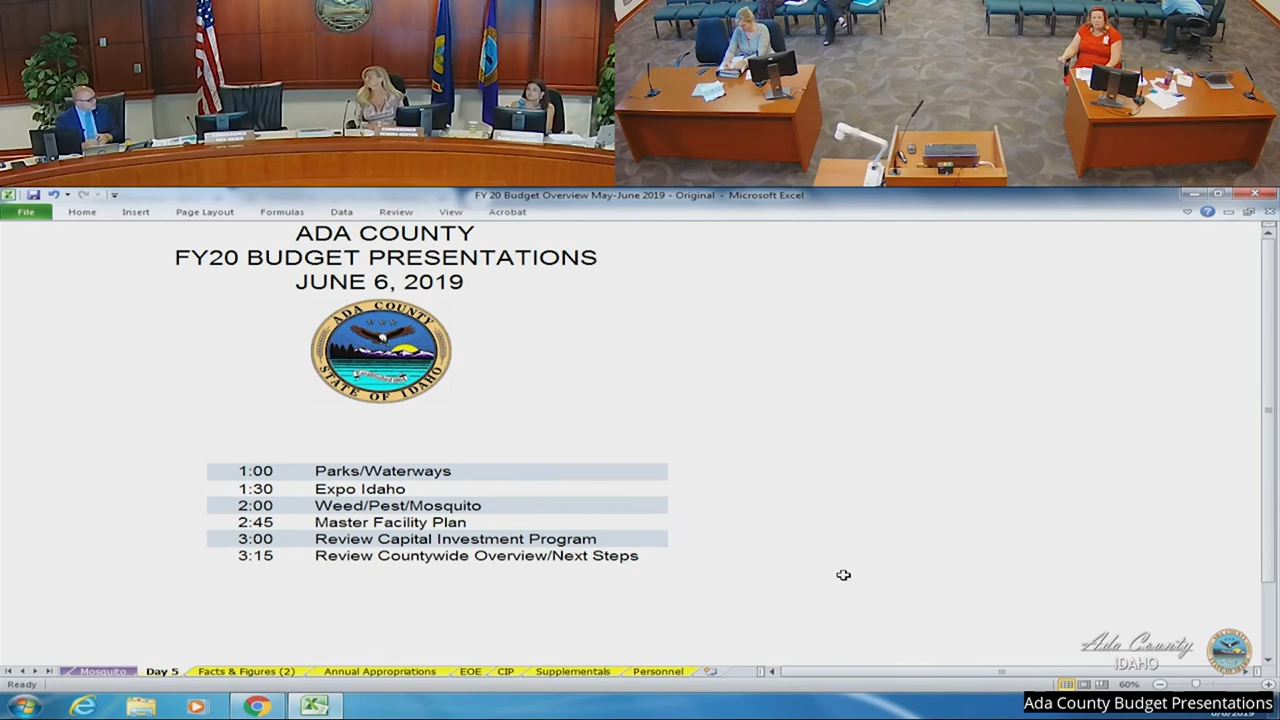 FY 20 Budget Overview May-June 2019 - Original - Microsoft Excel
File Home Insert Page Layout Formulas Data Review View Acrobat
ADA COUNTY
FY20 BUDGET PRESENTATIONS
JUNE 6, 2019
ADA COUNTY
STATE OF IDAHO
1:00 Parks/Waterways
1:30 Expo Idaho
2:00 Weed/Pest/Mosquito
2:45 Master Facility Plan
3:00 Review Capital Investment Program
3:15 Review Countywide Overview/Next Steps
Ada County
IDAHO
Mosquito Day 5 Facts & Figures (2) Annual Appropriations EOE CIP Supplementals Personnel
Ready 60%
Ada County Budget Presentations